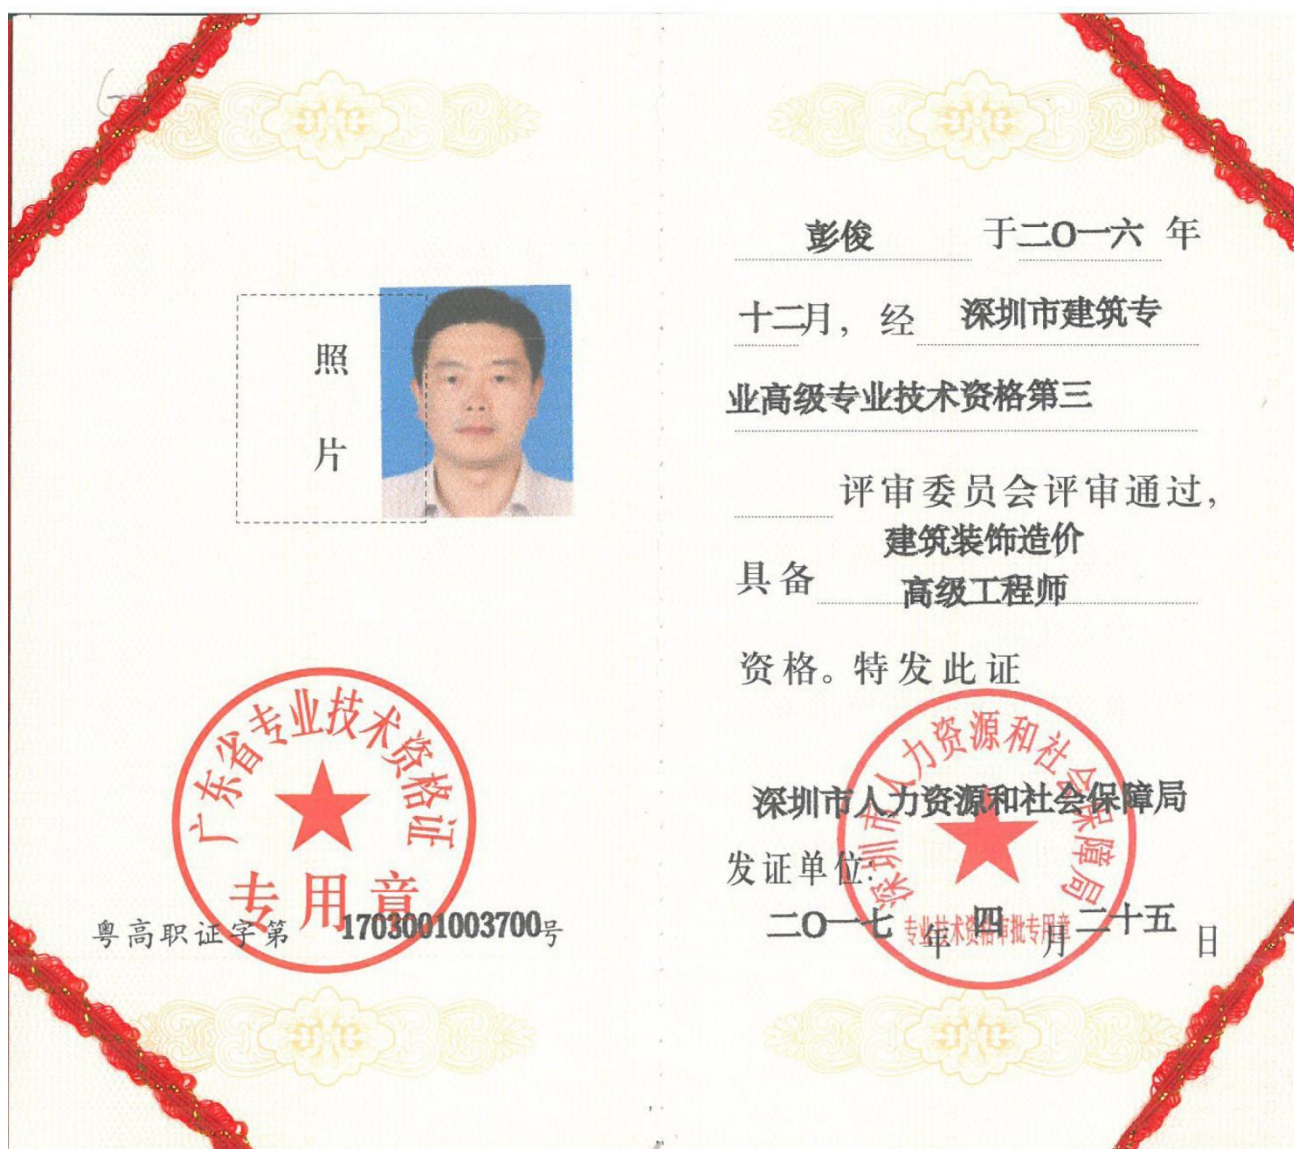 照
片
广东省专业技术资格证
专用章
粤高职证字第 1703001003700号
彭俊 于二〇一六 年
十二月，经 深圳市建筑专
业高级专业技术资格第三
评审委员会评审通过，
建筑装饰造价
具备 高级工程师
资格。特发此证
深圳市人力资源和社会保障局
深圳市人力资源和社会保障局
发证单位：
专业技术资格审批专用章
二〇一七 年 四 月 二十五 日